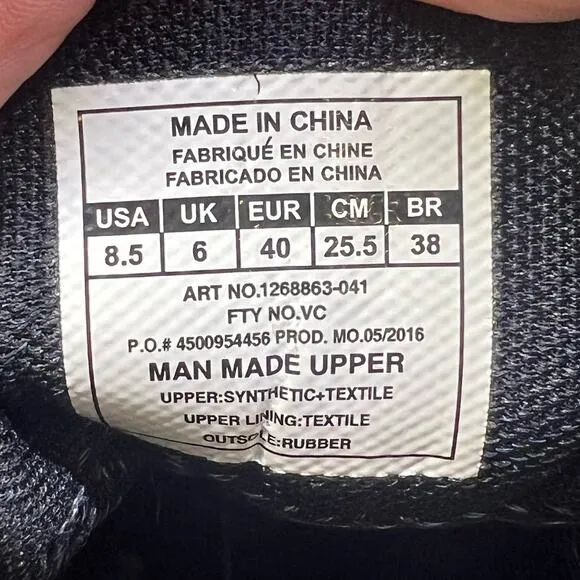 MADE IN CHINA
FABRIQUÉ EN CHINE
FABRICADO EN CHINA
USA UK EUR CM BR
8.5 6 40 25.5 38
ART NO.1268863-041
FTY NO.VC
P.O.# 4500954456 PROD. MO.05/2016
MAN MADE UPPER
UPPER:SYNTHETIC+TEXTILE
UPPER LINING:TEXTILE
OUTSOLE:RUBBER